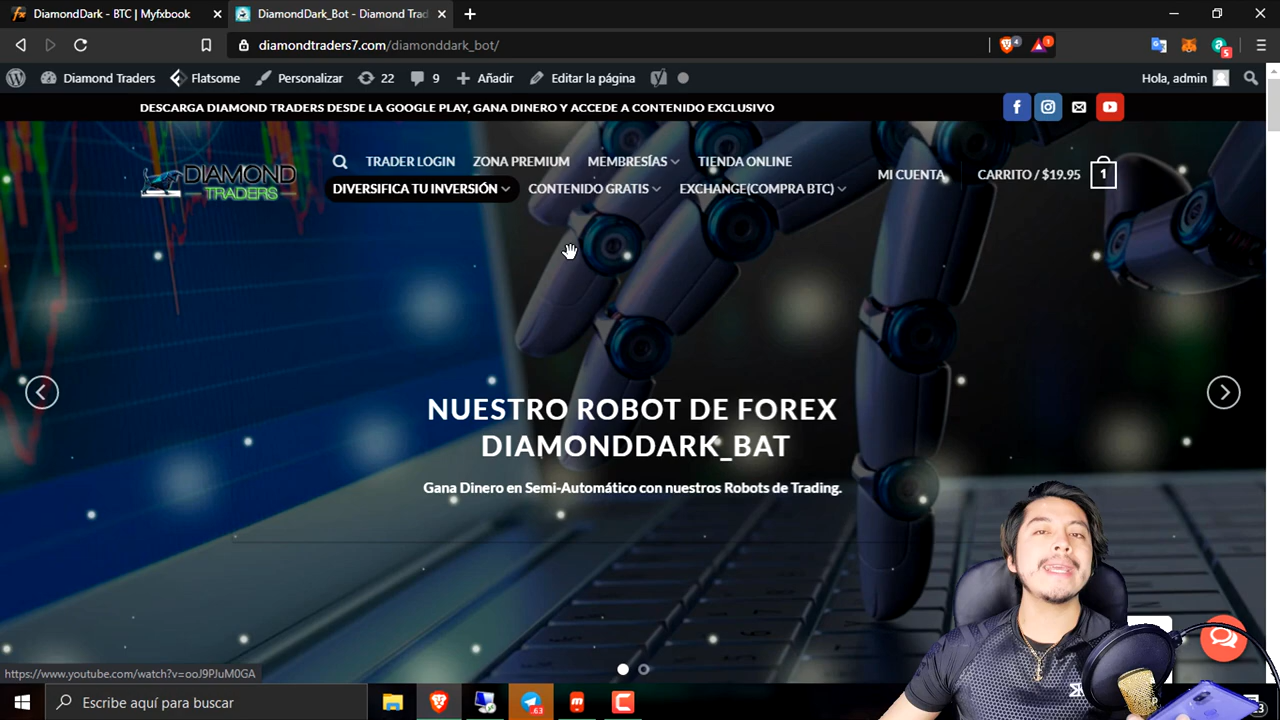 DiamondDark - BTC | Myfxbook
DiamondDark_Bot - Diamond Trad
diamondtraders7.com/diamonddark_bot/
4
1
5
Diamond Traders
Flatsome
Personalizar
22
9
Añadir
Editar la página
Hola, admin
DESCARGA DIAMOND TRADERS DESDE LA GOOGLE PLAY, GANA DINERO Y ACCEDE A CONTENIDO EXCLUSIVO
DIAMOND
TRADERS
TRADER LOGIN
ZONA PREMIUM
MEMBRESÍAS
TIENDA ONLINE
DIVERSIFICA TU INVERSIÓN
CONTENIDO GRATIS
EXCHANGE(COMPRA BTC)
MI CUENTA
CARRITO / $19.95
1
NUESTRO ROBOT DE FOREX
DIAMONDDARK_BAT
Gana Dinero en Semi-Automático con nuestros Robots de Trading.
https://www.youtube.com/watch?v=ooJ9PJuM0GA
Escribe aquí para buscar
63